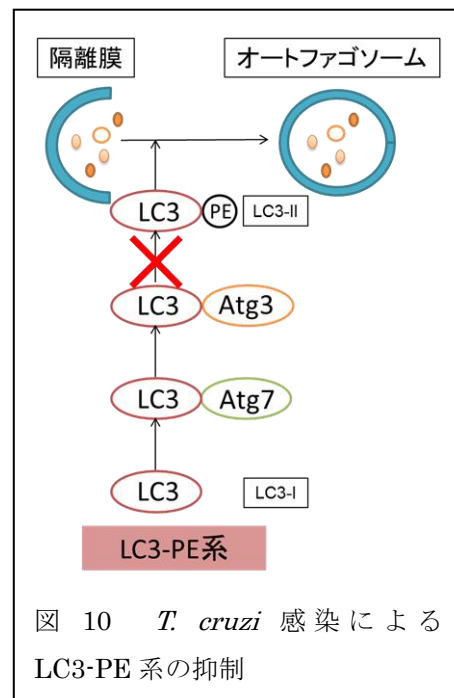 隔離膜
オートファゴソーム
LC3 PE LC3-II
LC3 Atg3
LC3 Atg7
LC3 LC3-I
LC3-PE系
図 10 T. cruzi 感染による
LC3-PE 系の抑制